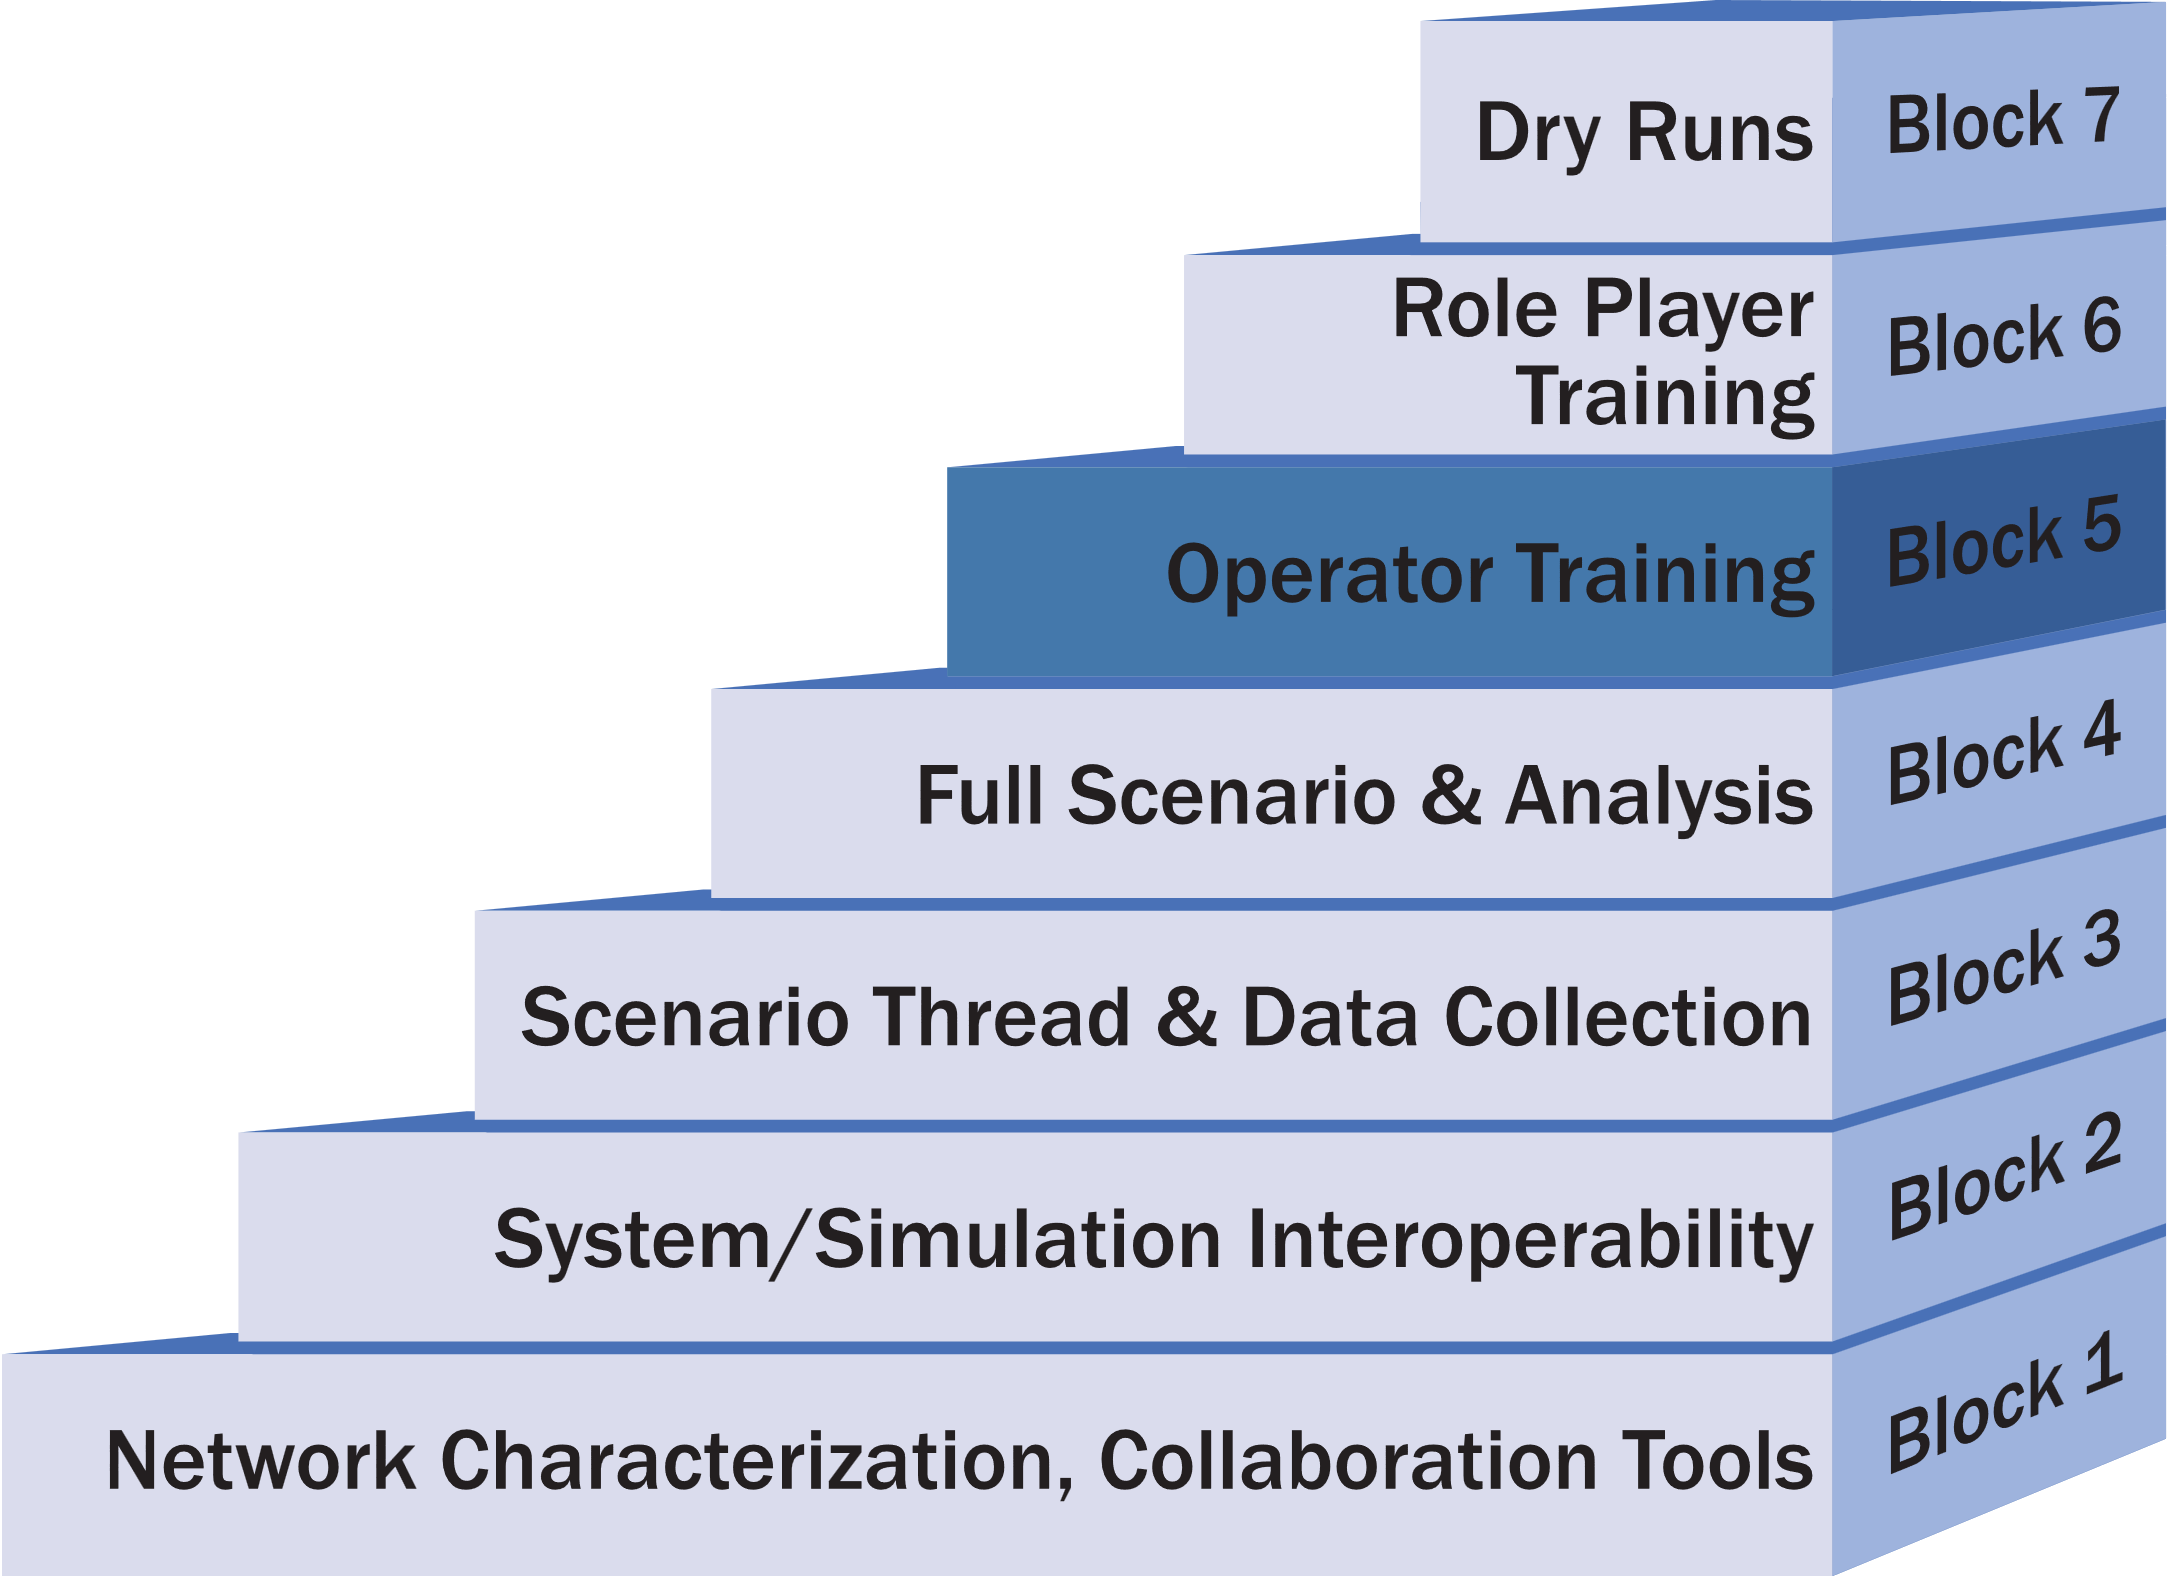 Dry Runs
Block 7
Role Player
Training
Block 6
Operator Training
Block 5
Full Scenario & Analysis
Block 4
Scenario Thread & Data Collection
Block 3
System/Simulation Interoperability
Block 2
Network Characterization, Collaboration Tools
Block 1